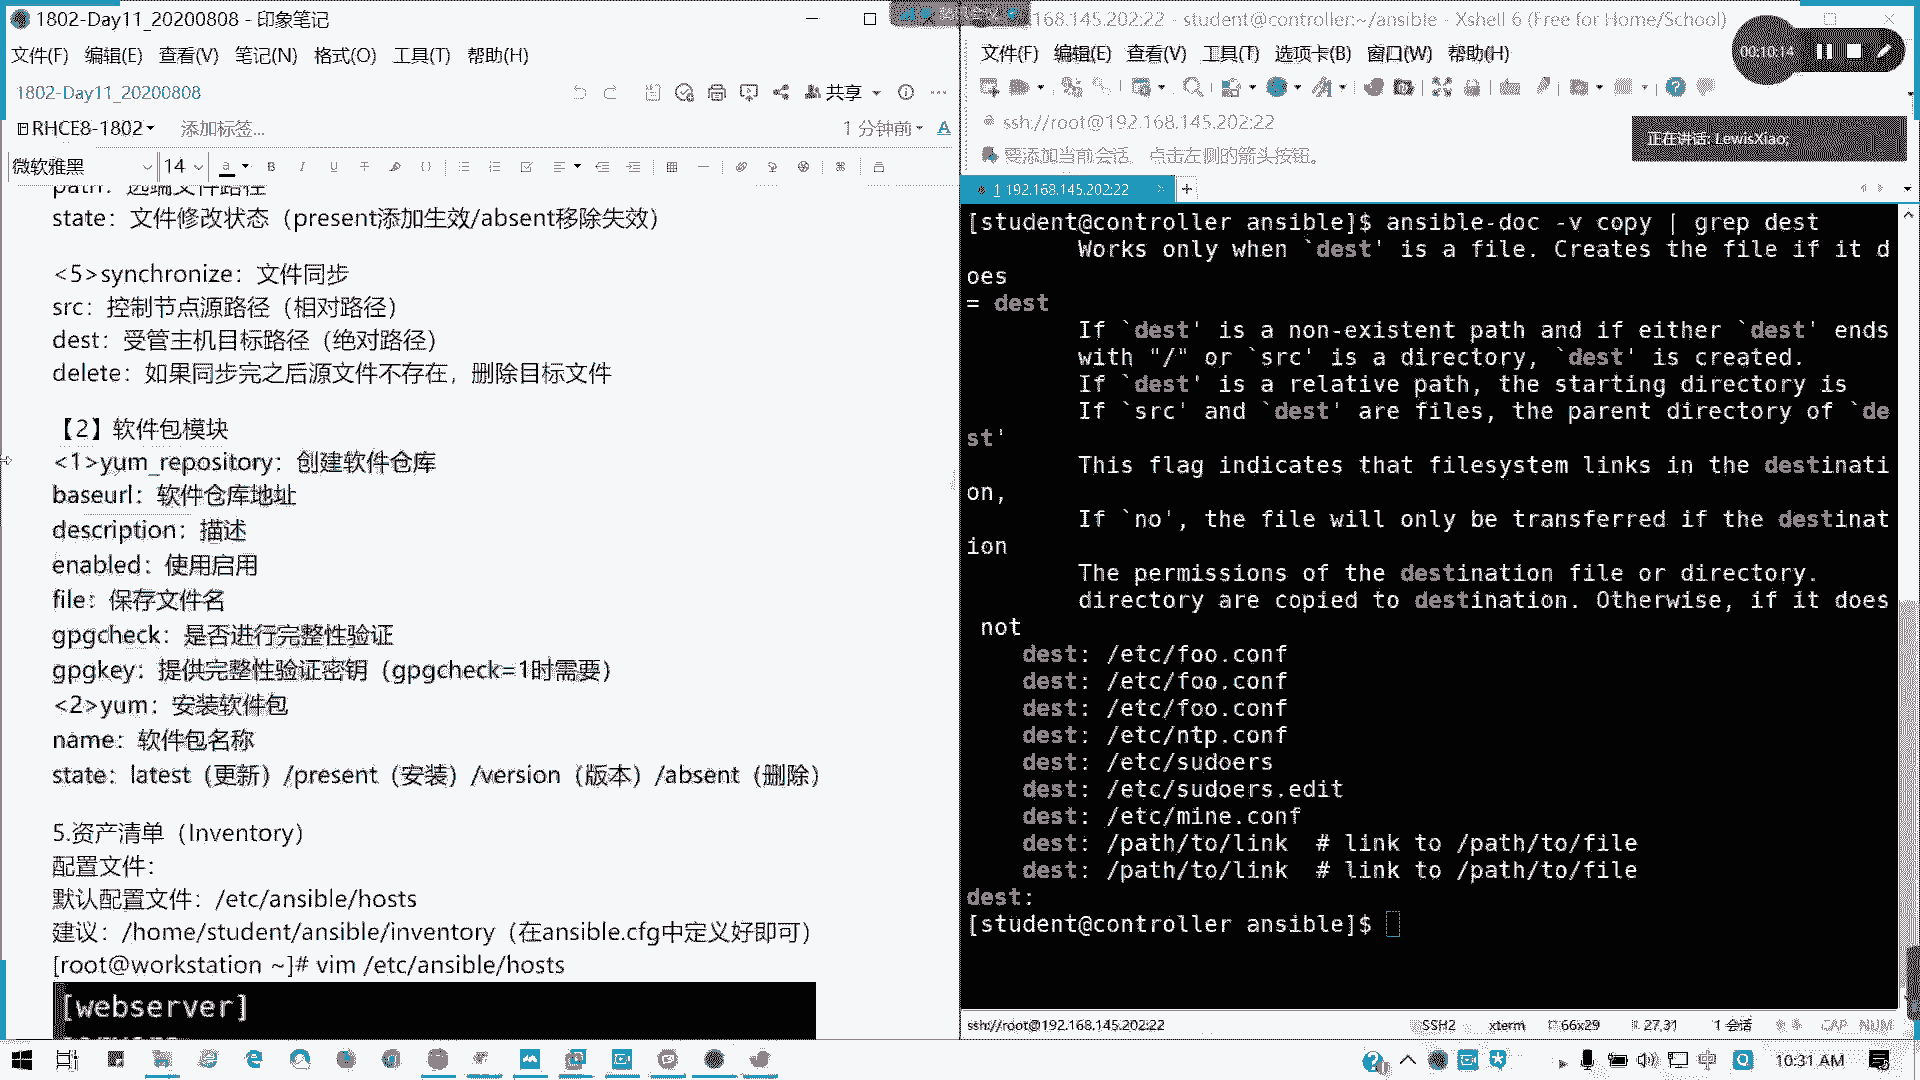 1802-Day11_20200808 - 印象笔记
文件(F) 编辑(E) 查看(V) 笔记(N) 格式(O) 工具(T) 帮助(H)
1802-Day11_20200808
共享
RHCE8-1802 添加标签...
1 分钟前
微软雅黑 14
path：远端文件路径
state：文件修改状态（present添加生效/absent移除失效）
<5>synchronize：文件同步
src：控制节点源路径（相对路径）
dest：受管主机目标路径（绝对路径）
delete：如果同步完之后源文件不存在，删除目标文件
【2】软件包模块
<1>yum_repository：创建软件仓库
baseurl：软件仓库地址
description：描述
enabled：使用启用
file：保存文件名
gpgcheck：是否进行完整性验证
gpgkey：提供完整性验证密钥（gpgcheck=1时需要）
<2>yum：安装软件包
name：软件包名称
state：latest（更新）/present（安装）/version（版本）/absent（删除）
5.资产清单（Inventory）
配置文件：
默认配置文件：/etc/ansible/hosts
建议：/home/student/ansible/inventory（在ansible.cfg中定义好即可）
[root@workstation ~]# vim /etc/ansible/hosts
[webserver]
168.145.202:22 - student@controller:~/ansible - Xshell 6 (Free for Home/School)
文件(F) 编辑(E) 查看(V) 工具(T) 选项卡(B) 窗口(W) 帮助(H)
00:10:14
ssh://root@192.168.145.202:22
正在讲话: LewisXiao;
要添加当前会话，点击左侧的箭头按钮。
1 192.168.145.202:22
[student@controller ansible]$ ansible-doc -v copy | grep dest
Works only when `dest' is a file. Creates the file if it d
oes
= dest
If `dest' is a non-existent path and if either `dest' ends
with "/" or `src' is a directory, `dest' is created.
If `dest' is a relative path, the starting directory is
If `src' and `dest' are files, the parent directory of `de
st'
This flag indicates that filesystem links in the destinati
on,
If `no', the file will only be transferred if the destinat
ion
The permissions of the destination file or directory.
directory are copied to destination. Otherwise, if it does
not
dest: /etc/foo.conf
dest: /etc/foo.conf
dest: /etc/foo.conf
dest: /etc/ntp.conf
dest: /etc/sudoers
dest: /etc/sudoers.edit
dest: /etc/mine.conf
dest: /path/to/link # link to /path/to/file
dest: /path/to/link # link to /path/to/file
dest:
[student@controller ansible]$
ssh://root@192.168.145.202:22 SSH2 xterm 66x29 27,31 1 会话 CAP NUM
中 10:31 AM